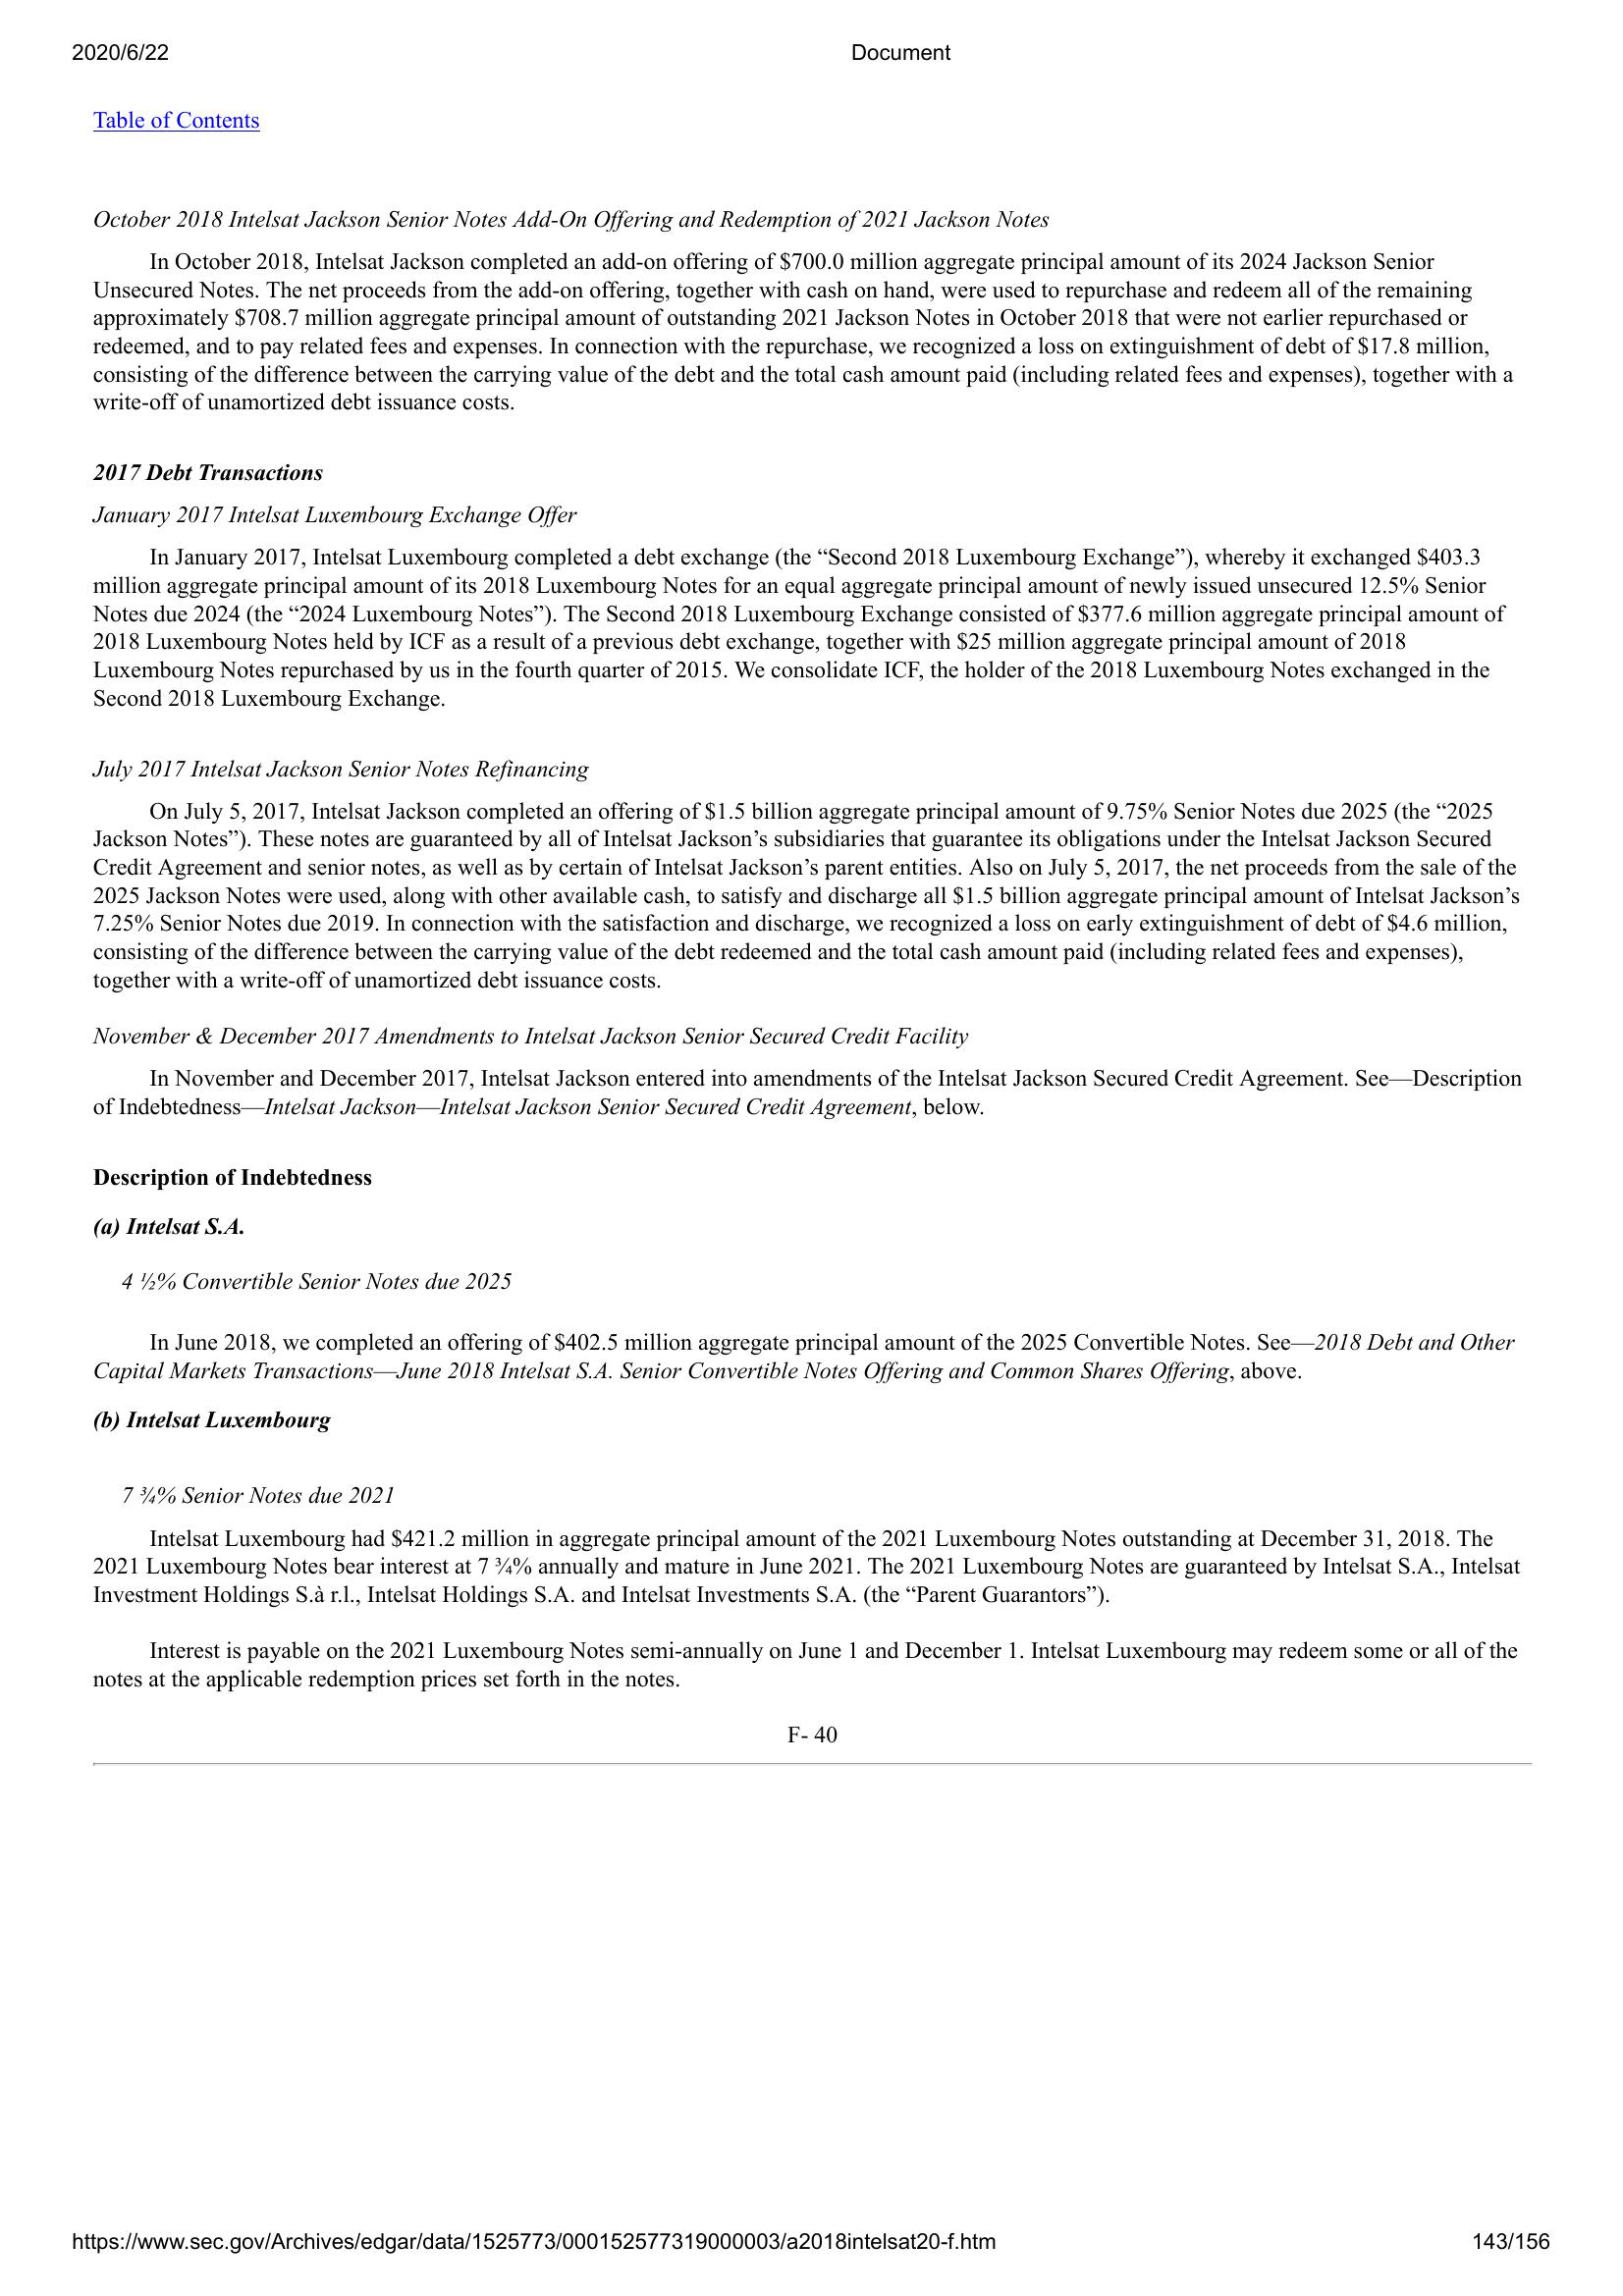 2020/6/22 Document
Table of Contents
October 2018 Intelsat Jackson Senior Notes Add-On Offering and Redemption of 2021 Jackson Notes
In October 2018, Intelsat Jackson completed an add-on offering of $700.0 million aggregate principal amount of its 2024 Jackson Senior
Unsecured Notes. The net proceeds from the add-on offering, together with cash on hand, were used to repurchase and redeem all of the remaining
approximately $708.7 million aggregate principal amount of outstanding 2021 Jackson Notes in October 2018 that were not earlier repurchased or
redeemed, and to pay related fees and expenses. In connection with the repurchase, we recognized a loss on extinguishment of debt of $17.8 million,
consisting of the difference between the carrying value of the debt and the total cash amount paid (including related fees and expenses), together with a
write-off of unamortized debt issuance costs.
2017 Debt Transactions
January 2017 Intelsat Luxembourg Exchange Offer
In January 2017, Intelsat Luxembourg completed a debt exchange (the “Second 2018 Luxembourg Exchange”), whereby it exchanged $403.3
million aggregate principal amount of its 2018 Luxembourg Notes for an equal aggregate principal amount of newly issued unsecured 12.5% Senior
Notes due 2024 (the “2024 Luxembourg Notes”). The Second 2018 Luxembourg Exchange consisted of $377.6 million aggregate principal amount of
2018 Luxembourg Notes held by ICF as a result of a previous debt exchange, together with $25 million aggregate principal amount of 2018
Luxembourg Notes repurchased by us in the fourth quarter of 2015. We consolidate ICF, the holder of the 2018 Luxembourg Notes exchanged in the
Second 2018 Luxembourg Exchange.
July 2017 Intelsat Jackson Senior Notes Refinancing
On July 5, 2017, Intelsat Jackson completed an offering of $1.5 billion aggregate principal amount of 9.75% Senior Notes due 2025 (the “2025
Jackson Notes”). These notes are guaranteed by all of Intelsat Jackson’s subsidiaries that guarantee its obligations under the Intelsat Jackson Secured
Credit Agreement and senior notes, as well as by certain of Intelsat Jackson’s parent entities. Also on July 5, 2017, the net proceeds from the sale of the
2025 Jackson Notes were used, along with other available cash, to satisfy and discharge all $1.5 billion aggregate principal amount of Intelsat Jackson’s
7.25% Senior Notes due 2019. In connection with the satisfaction and discharge, we recognized a loss on early extinguishment of debt of $4.6 million,
consisting of the difference between the carrying value of the debt redeemed and the total cash amount paid (including related fees and expenses),
together with a write-off of unamortized debt issuance costs.
November & December 2017 Amendments to Intelsat Jackson Senior Secured Credit Facility
In November and December 2017, Intelsat Jackson entered into amendments of the Intelsat Jackson Secured Credit Agreement. See—Description
of Indebtedness—Intelsat Jackson—Intelsat Jackson Senior Secured Credit Agreement, below.
Description of Indebtedness
(a) Intelsat S.A.
4 ½% Convertible Senior Notes due 2025
In June 2018, we completed an offering of $402.5 million aggregate principal amount of the 2025 Convertible Notes. See—2018 Debt and Other
Capital Markets Transactions—June 2018 Intelsat S.A. Senior Convertible Notes Offering and Common Shares Offering, above.
(b) Intelsat Luxembourg
7 ¾% Senior Notes due 2021
Intelsat Luxembourg had $421.2 million in aggregate principal amount of the 2021 Luxembourg Notes outstanding at December 31, 2018. The
2021 Luxembourg Notes bear interest at 7 ¾% annually and mature in June 2021. The 2021 Luxembourg Notes are guaranteed by Intelsat S.A., Intelsat
Investment Holdings S.à r.l., Intelsat Holdings S.A. and Intelsat Investments S.A. (the “Parent Guarantors”).
Interest is payable on the 2021 Luxembourg Notes semi-annually on June 1 and December 1. Intelsat Luxembourg may redeem some or all of the
notes at the applicable redemption prices set forth in the notes.
F- 40
https://www.sec.gov/Archives/edgar/data/1525773/000152577319000003/a2018intelsat20-f.htm 143/156